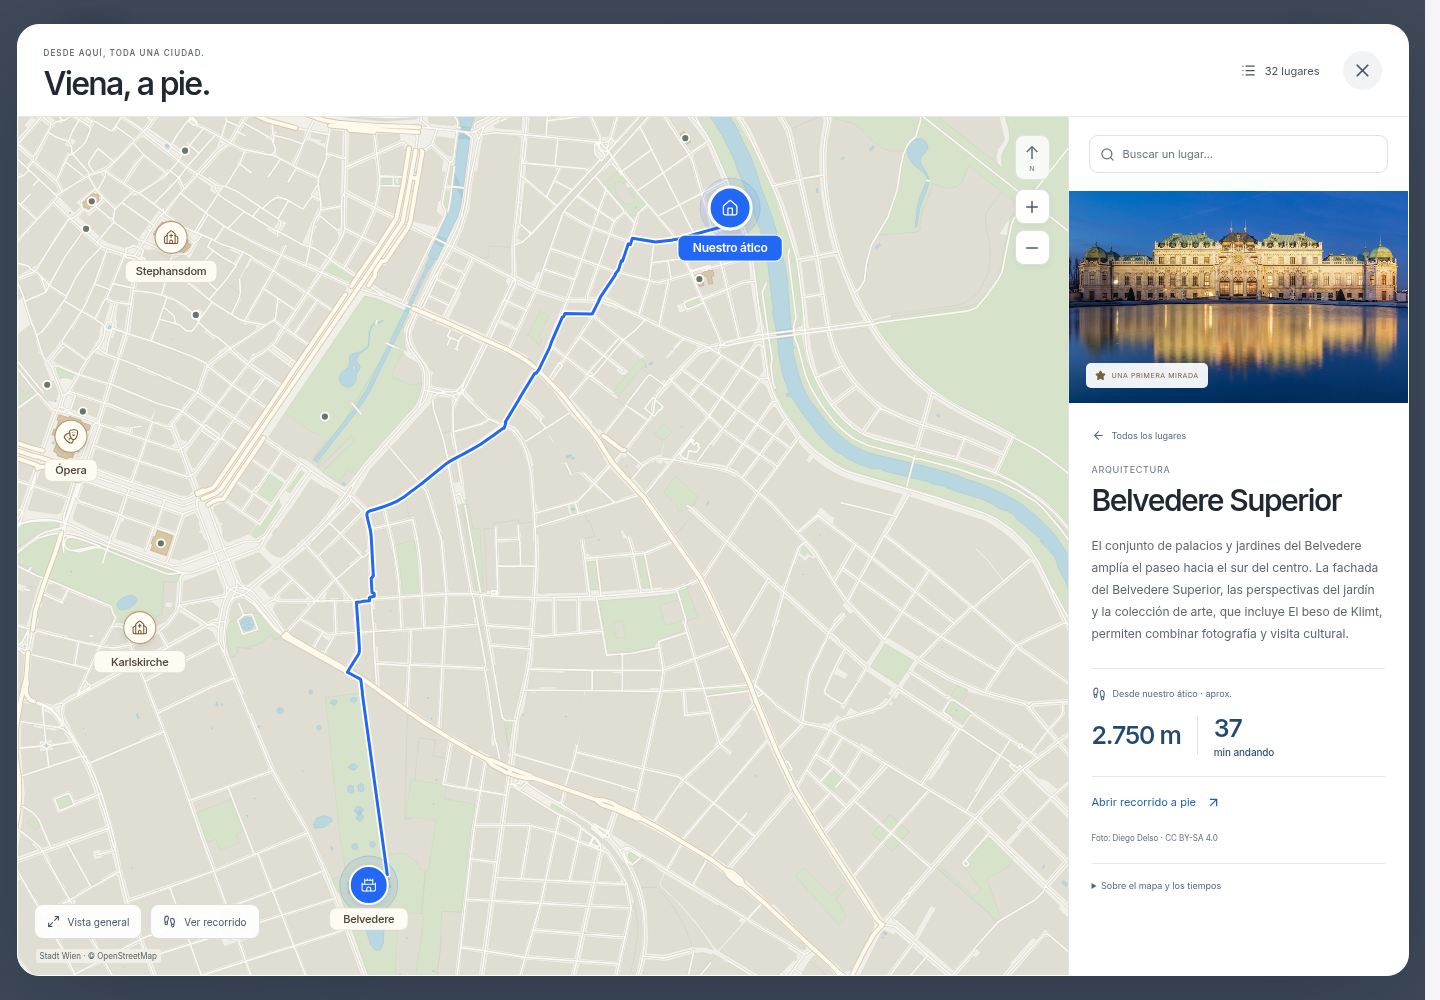 DESDE AQUÍ, TODA UNA CIUDAD.
Viena, a pie.
32 lugares
N
Nuestro ático
Stephansdom
Ópera
Karlskirche
Belvedere
Vista general
Ver recorrido
Stadt Wien · © OpenStreetMap
Buscar un lugar...
UNA PRIMERA MIRADA
Todos los lugares
ARQUITECTURA
Belvedere Superior
El conjunto de palacios y jardines del Belvedere
amplía el paseo hacia el sur del centro. La fachada
del Belvedere Superior, las perspectivas del jardín
y la colección de arte, que incluye El beso de Klimt,
permiten combinar fotografía y visita cultural.
Desde nuestro ático · aprox.
2.750 m
37
min andando
Abrir recorrido a pie
Foto: Diego Delso · CC BY-SA 4.0
Sobre el mapa y los tiempos